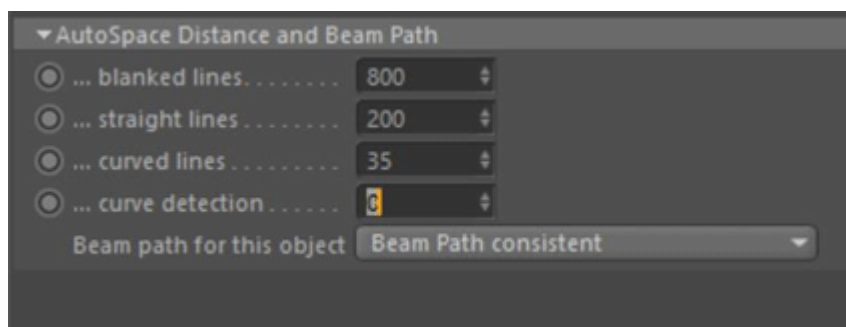 AutoSpace Distance and Beam Path
... blanked lines........ 800
... straight lines........ 200
... curved lines......... 35
... curve detection......
Beam path for this object Beam Path consistent